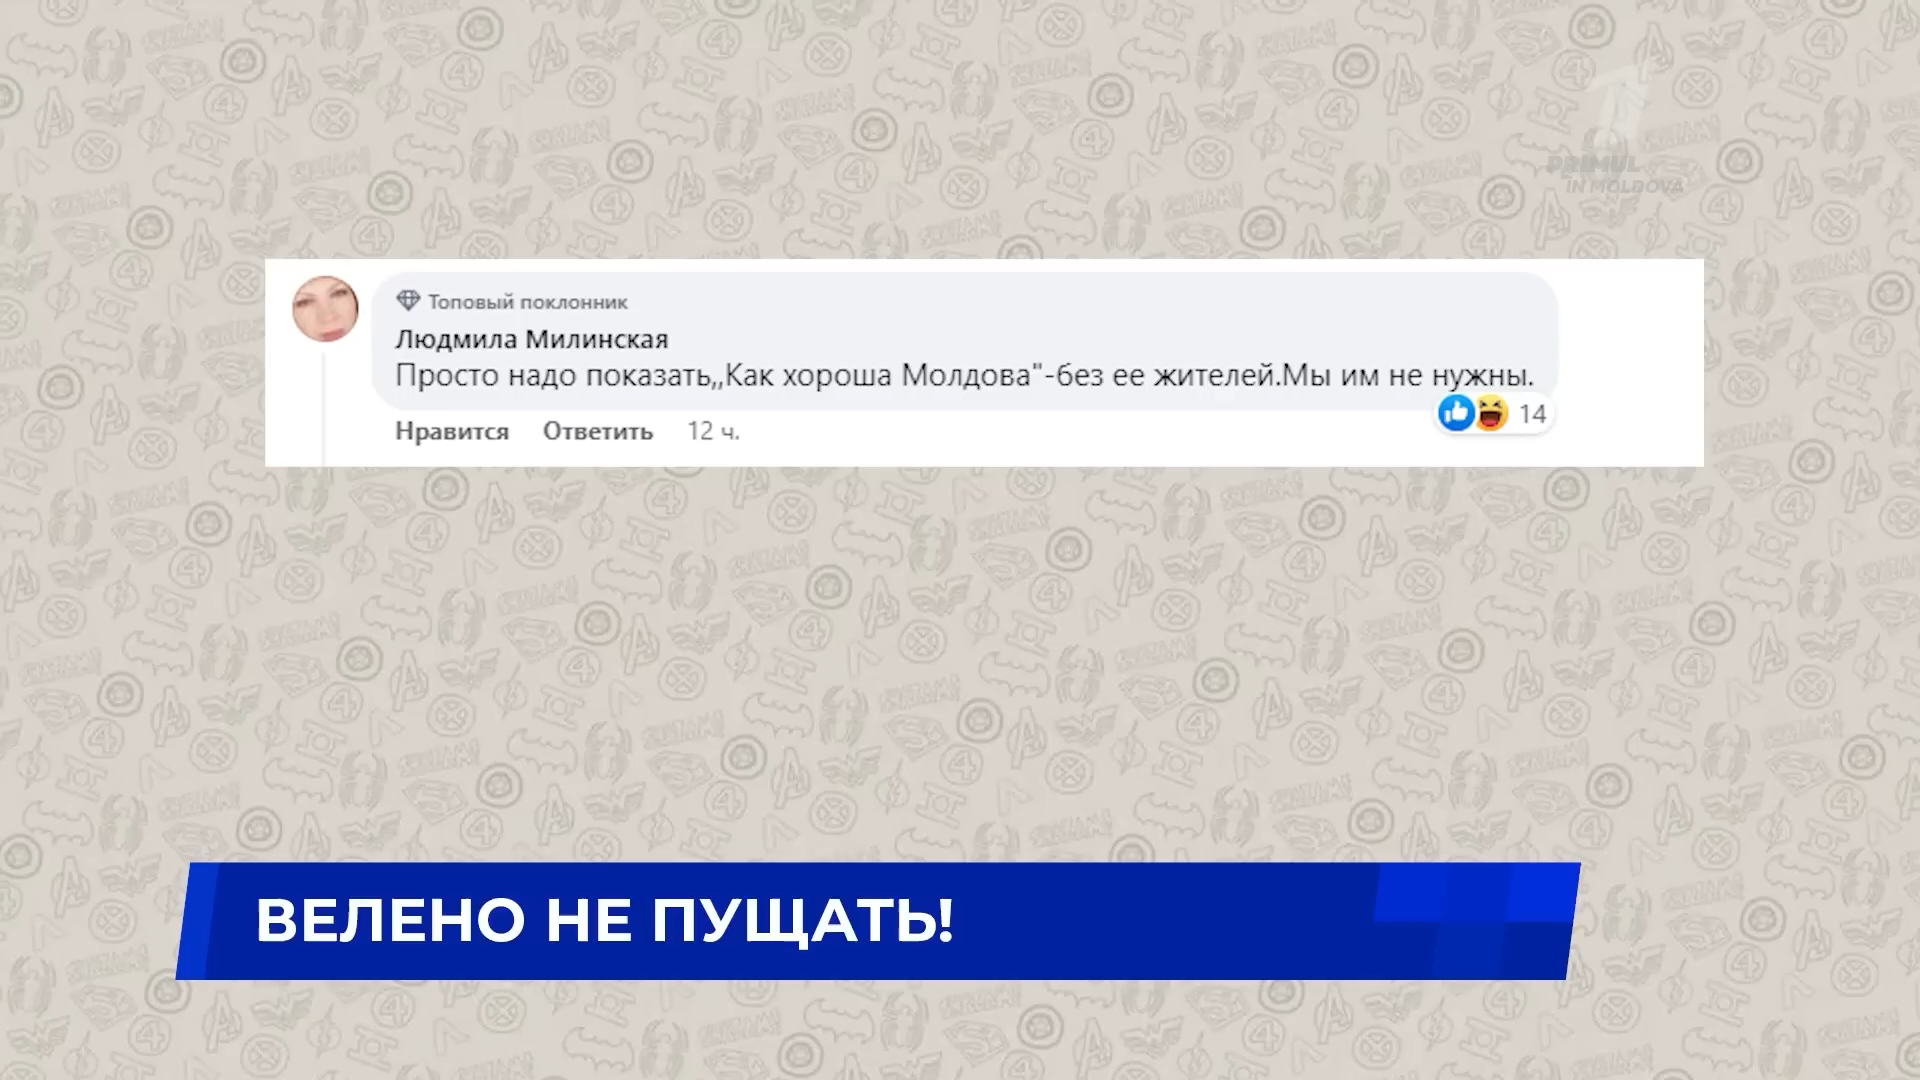 PRIMUL
IN MOLDOVA
Топовый поклонник
Людмила Милинская
Просто надо показать,,Как хороша Молдова"-без ее жителей.Мы им не нужны.
14
Нравится Ответить 12 ч.
ВЕЛЕНО НЕ ПУЩАТЬ!